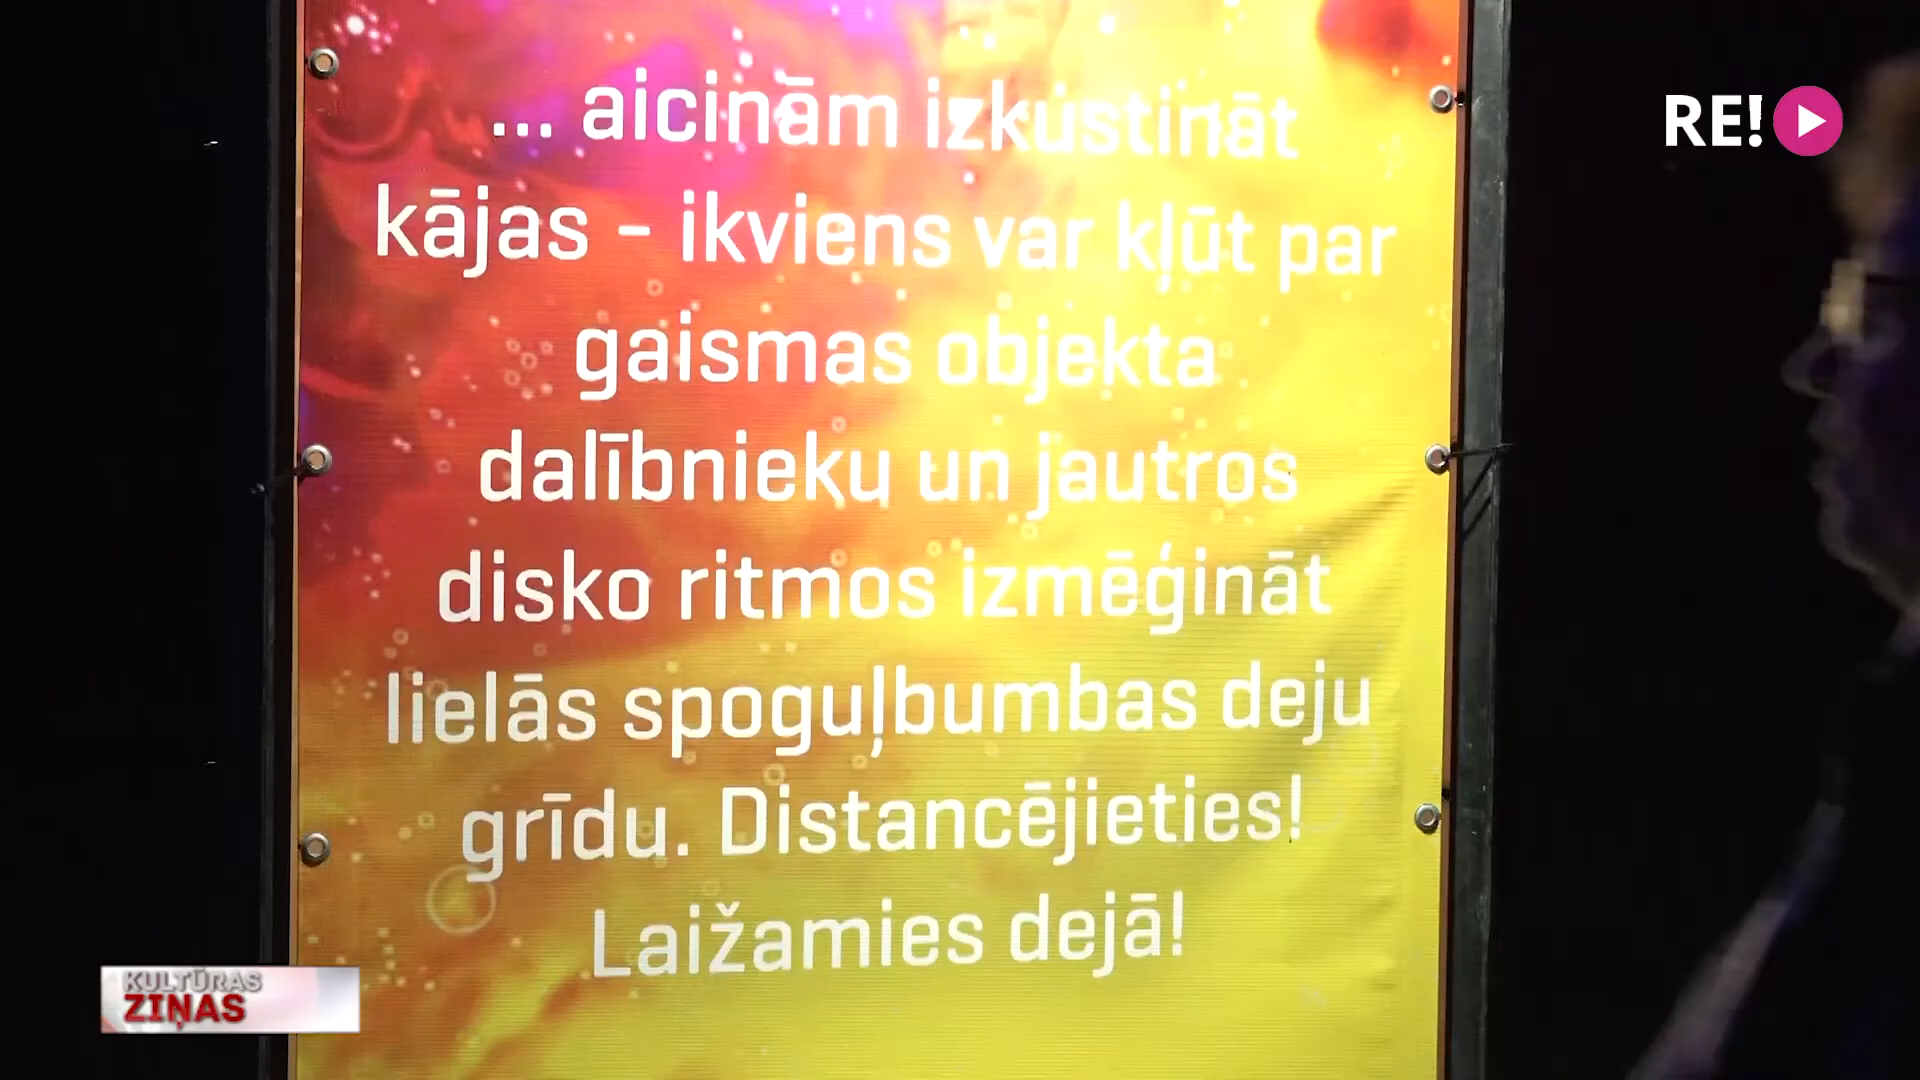 ... aicinām izkustināt
kājas - ikviens var kļūt par
gaismas objekta
dalībnieku un jautros
disko ritmos izmēģināt
lielās spoguļbumbas deju
grīdu. Distancējieties!
Laižamies dejā!
RE!
KULTŪRAS
ZIŅAS